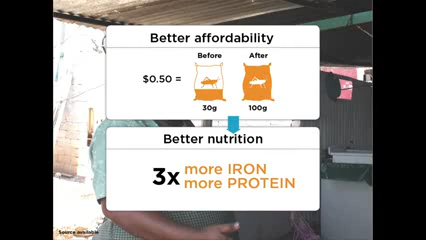 Better affordability
Before After
$0.50 =
30g 100g
Better nutrition
3x more IRON
more PROTEIN
Source available